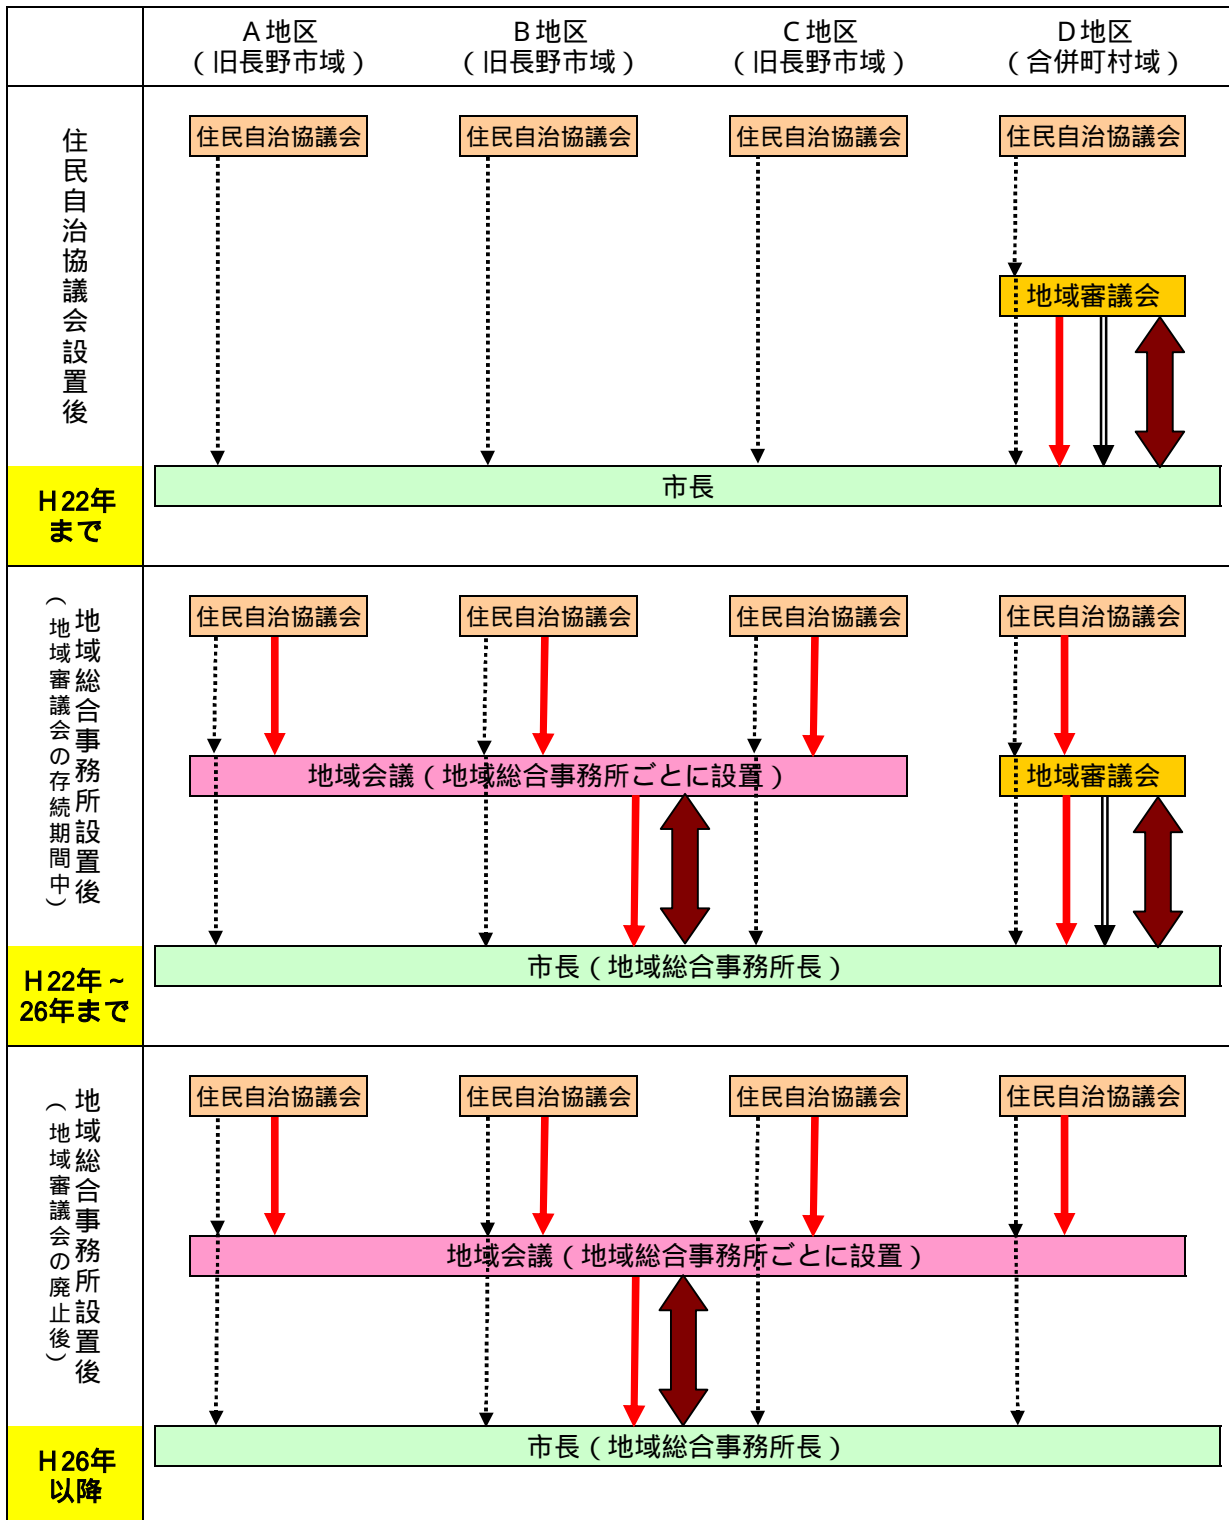 A地区
(旧長野市域)
B地区
(旧長野市域)
C地区
(旧長野市域)
D地区
(合併町村域)
住民自治協議会設置後
H22年
まで
住民自治協議会
住民自治協議会
住民自治協議会
住民自治協議会
地域審議会
市長
地域総合事務所設置後
(地域審議会の存続期間中)
H22年~
26年まで
住民自治協議会
住民自治協議会
住民自治協議会
住民自治協議会
地域会議(地域総合事務所ごとに設置)
地域審議会
市長(地域総合事務所長)
地域総合事務所設置後
(地域審議会の廃止後)
H26年
以降
住民自治協議会
住民自治協議会
住民自治協議会
住民自治協議会
地域会議(地域総合事務所ごとに設置)
市長(地域総合事務所長)